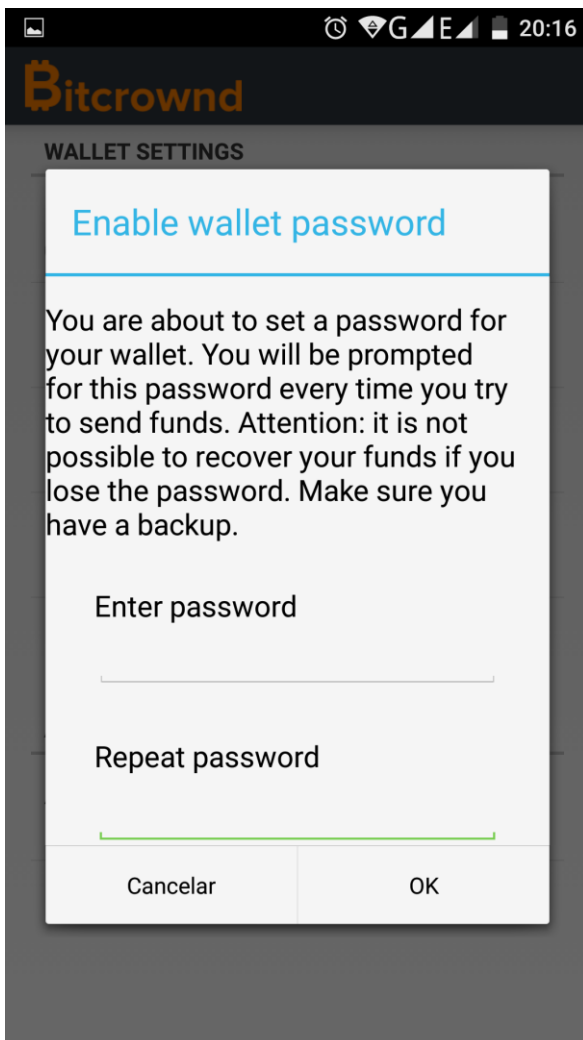 G E 20:16
Bitcrownd
WALLET SETTINGS
Enable wallet password
You are about to set a password for
your wallet. You will be prompted
for this password every time you try
to send funds. Attention: it is not
possible to recover your funds if you
lose the password. Make sure you
have a backup.
Enter password
Repeat password
Cancelar OK